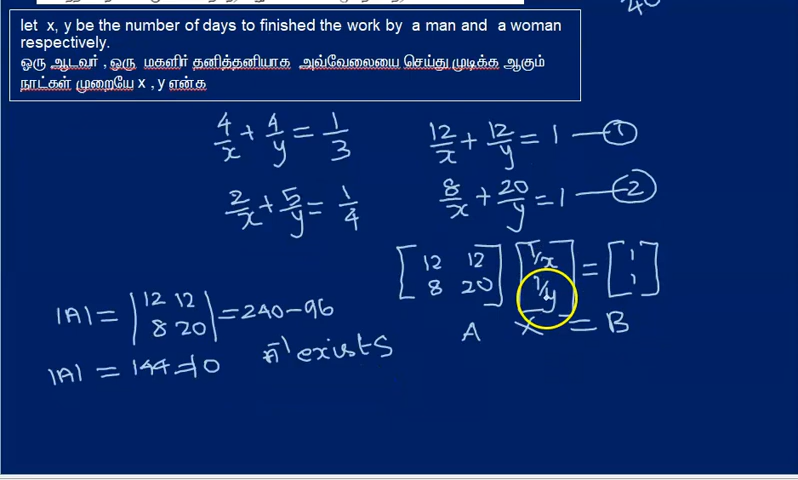 let x, y be the number of days to finished the work by a man and a woman
respectively.
ஒரு ஆடவர் , ஒரு மகளிர் தனித்தனியாக அவ்வேலையை செய்து முடிக்க ஆகும்
நாட்கள் முறையே x , y என்க
4/x + 4/y = 1/3
12/x + 12/y = 1 — 1
2/x + 5/y = 1/4
8/x + 20/y = 1 — 2
[12 12 8 20] [1/x 1/y] = [1 1]
A X = B
|A| = |12 12 8 20| = 240-96
|A| = 144 ≠ 0 A⁻¹ exists